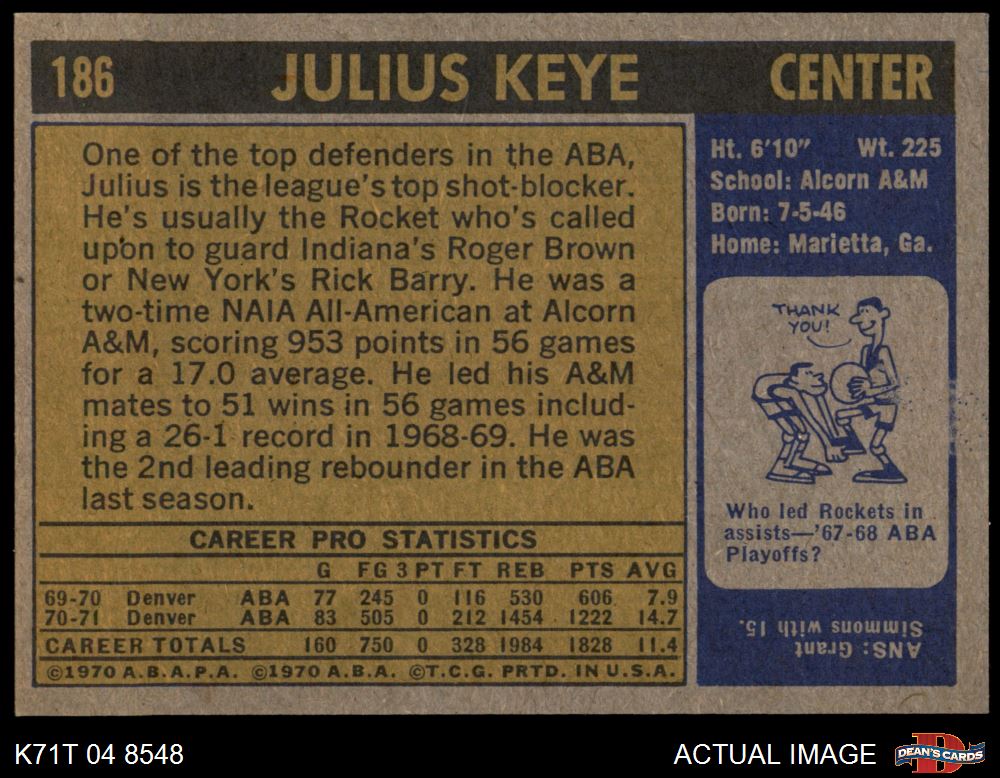 186 JULIUS KEYE CENTER
One of the top defenders in the ABA,
Julius is the league's top shot-blocker.
He's usually the Rocket who's called
upon to guard Indiana's Roger Brown
or New York's Rick Barry. He was a
two-time NAIA All-American at Alcorn
A&M, scoring 953 points in 56 games
for a 17.0 average. He led his A&M
mates to 51 wins in 56 games includ-
ing a 26-1 record in 1968-69. He was
the 2nd leading rebounder in the ABA
last season.
CAREER PRO STATISTICS
G FG 3PT FT REB PTS AVG
69-70 Denver ABA 77 245 0 116 530 606 7.9
70-71 Denver ABA 83 505 0 212 1454 1222 14.7
CAREER TOTALS 160 750 0 328 1984 1828 11.4
©1970 A.B.A.P.A. ©1970 A.B.A. ©T.C.G. PRTD. IN U.S.A.
Ht. 6'10" Wt. 225
School: Alcorn A&M
Born: 7-5-46
Home: Marietta, Ga.
THANK
YOU!
Who led Rockets in
assists—'67-68 ABA
Playoffs?
ANS: Grant
Simmons with 15.
K71T 04 8548 ACTUAL IMAGE DEAN'S CARDS